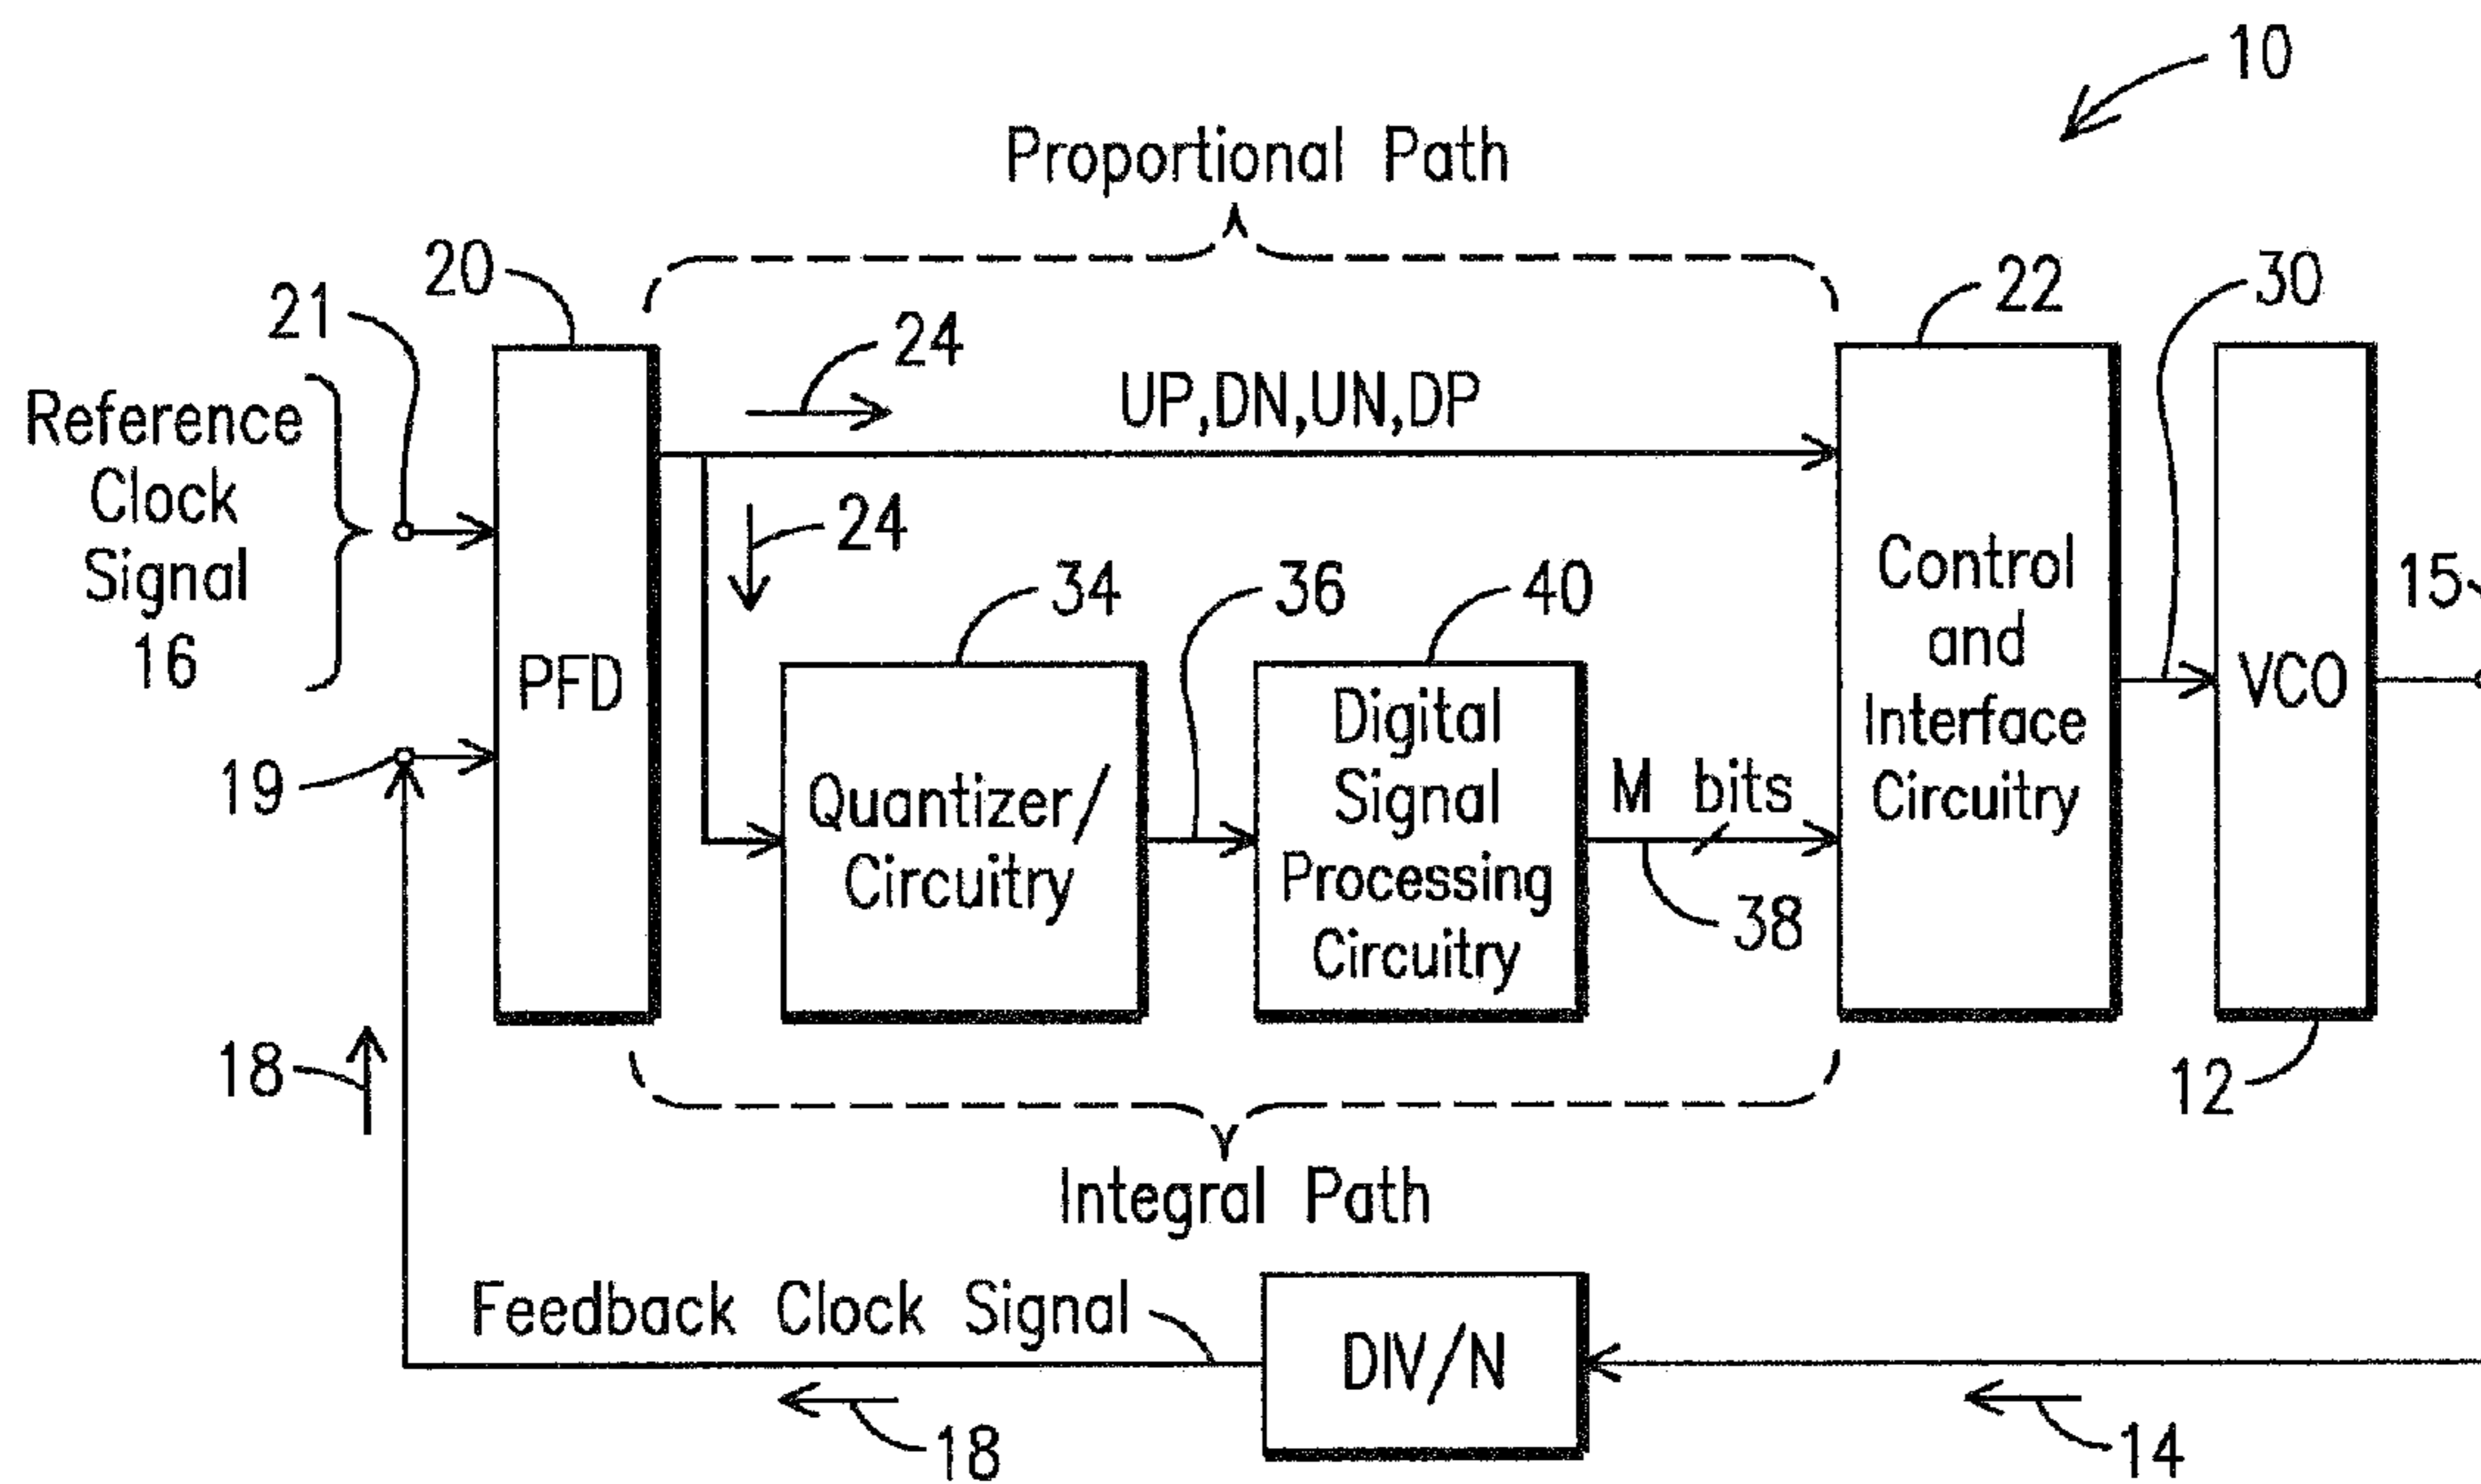 10
Proportional Path
20
21
24
22
30
Reference
Clock
Signal
16
UP,DN,UN,DP
24
34
36
40
15
PFD
Control
and
Interface
Circuitry
VCO
19
Quantizer/
Circuitry
Digital
Signal
Processing
Circuitry
M bits
38
18
12
Integral Path
Feedback Clock Signal
DIV/N
18
14